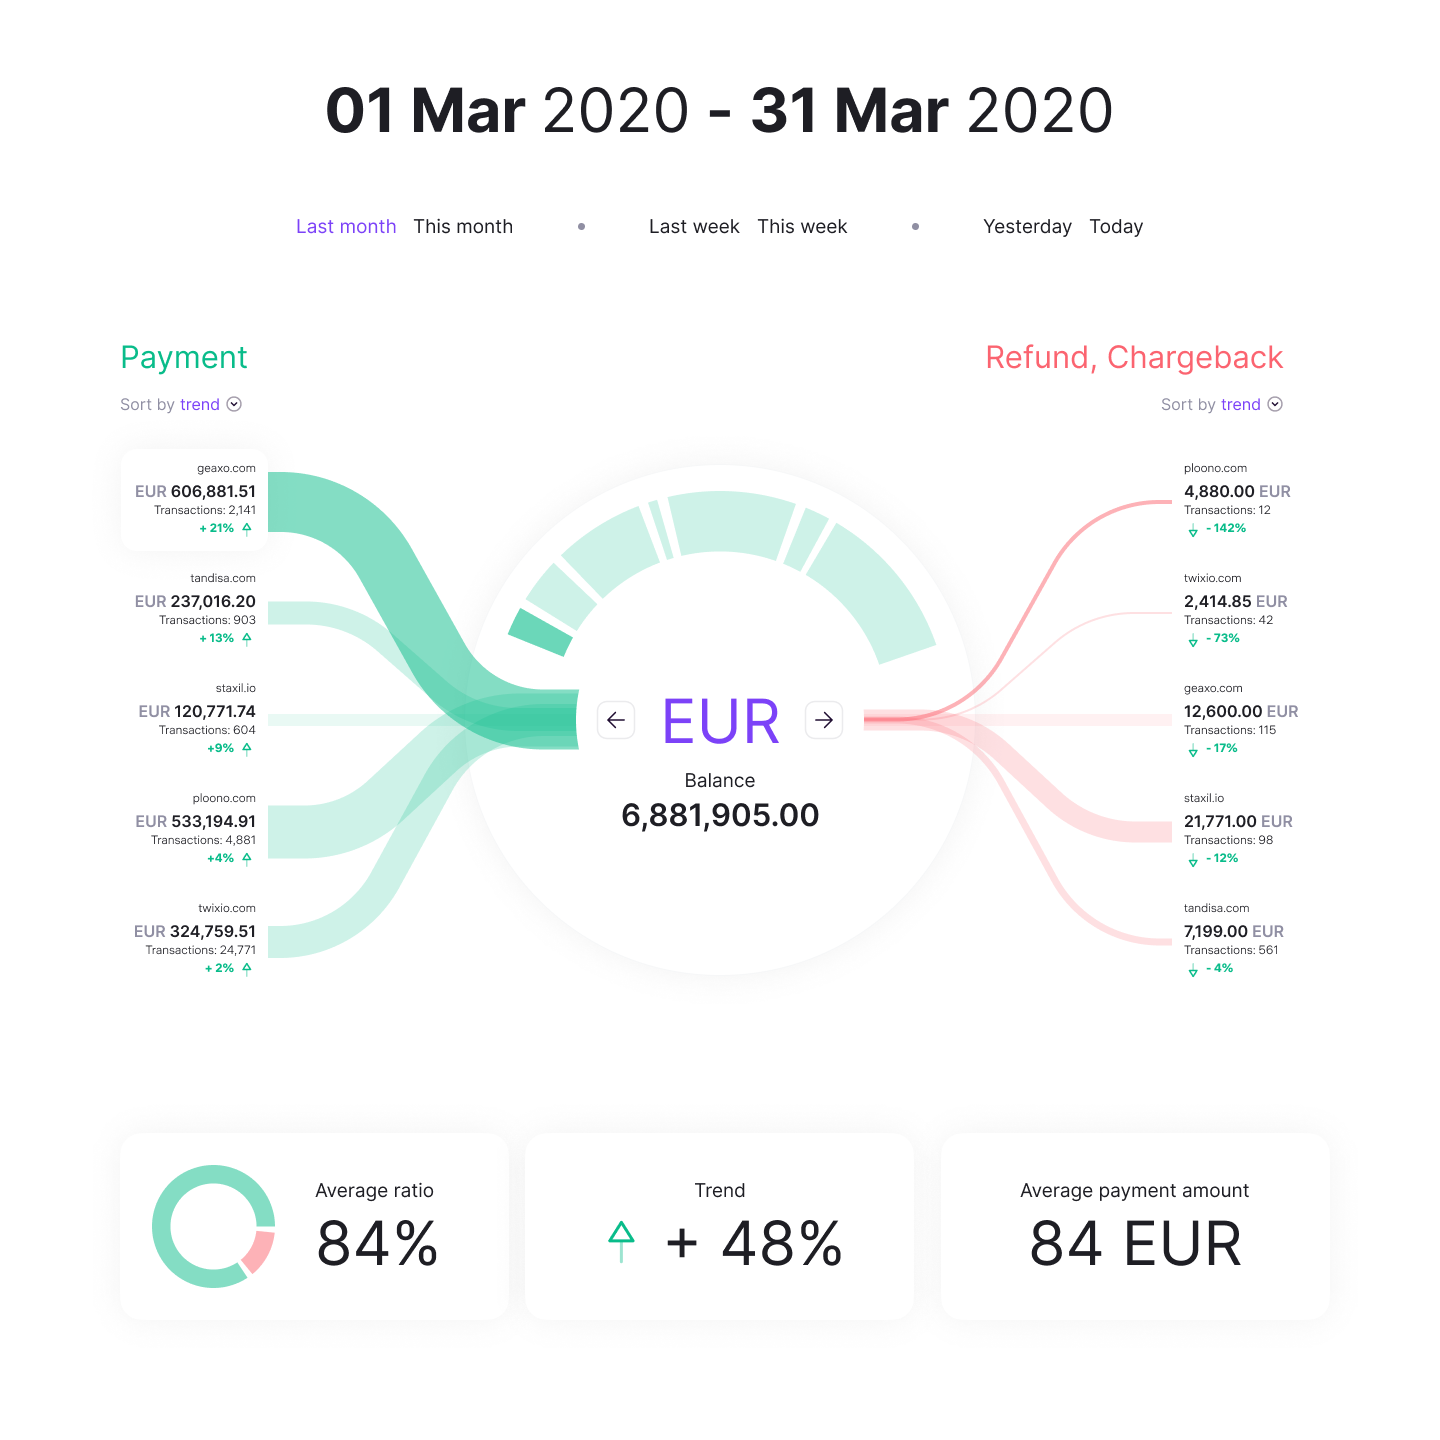 01 Mar 2020 - 31 Mar 2020
Last month This month • Last week This week • Yesterday Today
Payment
Sort by trend
geaxo.com
EUR 606,881.51
Transactions: 2,141
+ 21%
tandisa.com
EUR 237,016.20
Transactions: 903
+ 13%
staxil.io
EUR 120,771.74
Transactions: 604
+9%
ploono.com
EUR 533,194.91
Transactions: 4,881
+4%
twixio.com
EUR 324,759.51
Transactions: 24,771
+ 2%
EUR
Balance
6,881,905.00
Refund, Chargeback
Sort by trend
ploono.com
4,880.00 EUR
Transactions: 12
- 142%
twixio.com
2,414.85 EUR
Transactions: 42
- 73%
geaxo.com
12,600.00 EUR
Transactions: 115
- 17%
staxil.io
21,771.00 EUR
Transactions: 98
- 12%
tandisa.com
7,199.00 EUR
Transactions: 561
- 4%
Average ratio
84%
Trend
+ 48%
Average payment amount
84 EUR